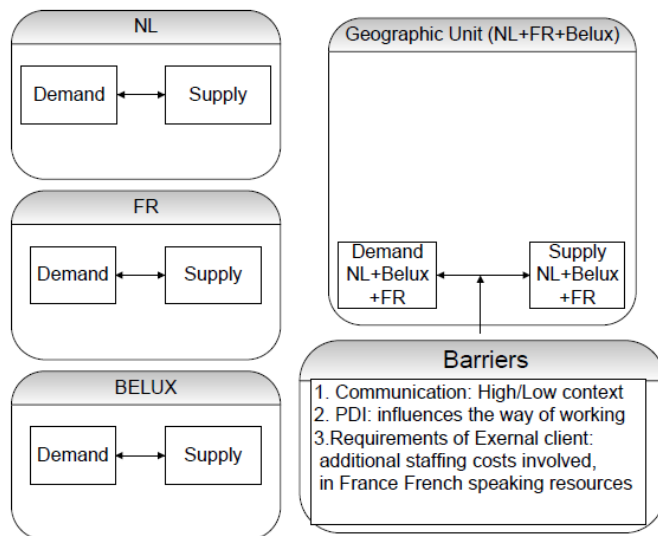 NL
Demand
Supply
FR
Demand
Supply
BELUX
Demand
Supply
Geographic Unit (NL+FR+Belux)
Demand
NL+Belux
+FR
Supply
NL+Belux
+FR
Barriers
1. Communication: High/Low context
2. PDI: influences the way of working
3.Requirements of Exernal client:
additional staffing costs involved,
in France French speaking resources